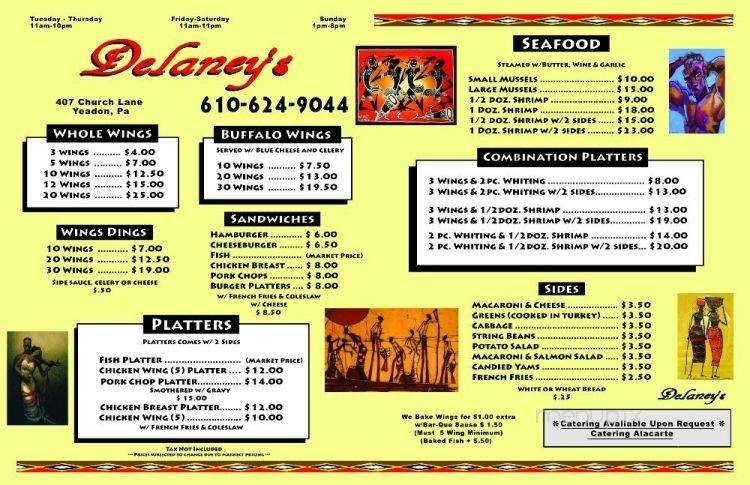 Tuesday - Thursday
11am-10pm
Friday-Saturday
11am-11pm
Sunday
1pm-8pm
Delaney's
407 Church Lane
Yeadon, Pa
610-624-9044
Whole Wings
3 wings .......... $ 4.00
5 Wings .......... $ 7.00
10 Wings .......... $ 12.50
12 Wings .......... $ 15.00
20 Wings .......... $ 25.00
Buffalo Wings
Served w/ Blue Cheese and Celery
10 Wings .......... $ 7.50
20 Wings .......... $ 13.00
30 Wings .......... $ 19.50
Wings Dings
10 Wings .......... $ 7.00
20 Wings .......... $ 12.50
30 Wings .......... $ 19.00
Side sauce, celery or cheese
$.50
Sandwiches
Hamburger ............ $ 6.00
Cheeseburger ........ $ 6.50
Fish .................... (Market Price)
Chicken Breast ...... $ 8.00
Pork Chops ........... $ 8.00
Burger Platters .... $ 8.00
w/ French Fries & Coleslaw
w/ Cheese
$ 8.50
Platters
Platters Comes w/ 2 Sides
Fish Platter ........................ (Market Price)
Chicken Wing (5) Platter .... $ 12.00
Pork Chop Platter............. $ 14.00
Smothered w/ Gravy
$ 15.00
Chicken Breast Platter....... $ 12.00
Chicken Wing (5) .................. $ 10.00
w/ French Fries & Coleslaw
Tax Not Included
--- Prices subjected to change due to market pricing ---
Seafood
Steamed w/Butter, Wine & Garlic
Small Mussels ......................... $ 10.00
Large Mussels ......................... $ 15.00
1/2 doz. Shrimp ...................... $ 9.00
1 Doz. Shrimp ......................... $ 18.00
1/2 doz. Shrimp w/2 sides ..... $ 15.00
1 Doz. Shrimp w/2 sides .......... $ 23.00
Combination Platters
3 Wings & 2pc. Whiting ......................... $ 8.00
3 Wings & 2pc. Whiting w/2 sides............... $ 13.00
3 Wings & 1/2doz. Shrimp ..................... $ 13.00
3 Wings & 1/2doz. Shrimp w/2 sides......... $ 19.00
2 pc. Whiting & 1/2doz. Shrimp .............. $ 14.00
2 pc. Whiting & 1/2doz. Shrimp w/2 sides... $ 20.00
Sides
Macaroni & Cheese .................. $ 3.50
Greens (cooked in turkey) ..... $ 3.50
Cabbage .................................. $ 3.50
String Beans .......................... $ 3.50
Potato Salad .......................... $ 3.50
Macaroni & Salmon Salad ..... $ 3.50
Candied Yams ......................... $ 3.50
French Fries .......................... $ 2.50
White or Wheat Bread
$.25
Delaney's
We Bake Wings for $1.00 extra
w/Bar-Que Sause $ 1.50
(Must 5 Wing Minimum)
(Baked Fish + $.50)
* Catering Avaliable Upon Request *
Catering Alacarte